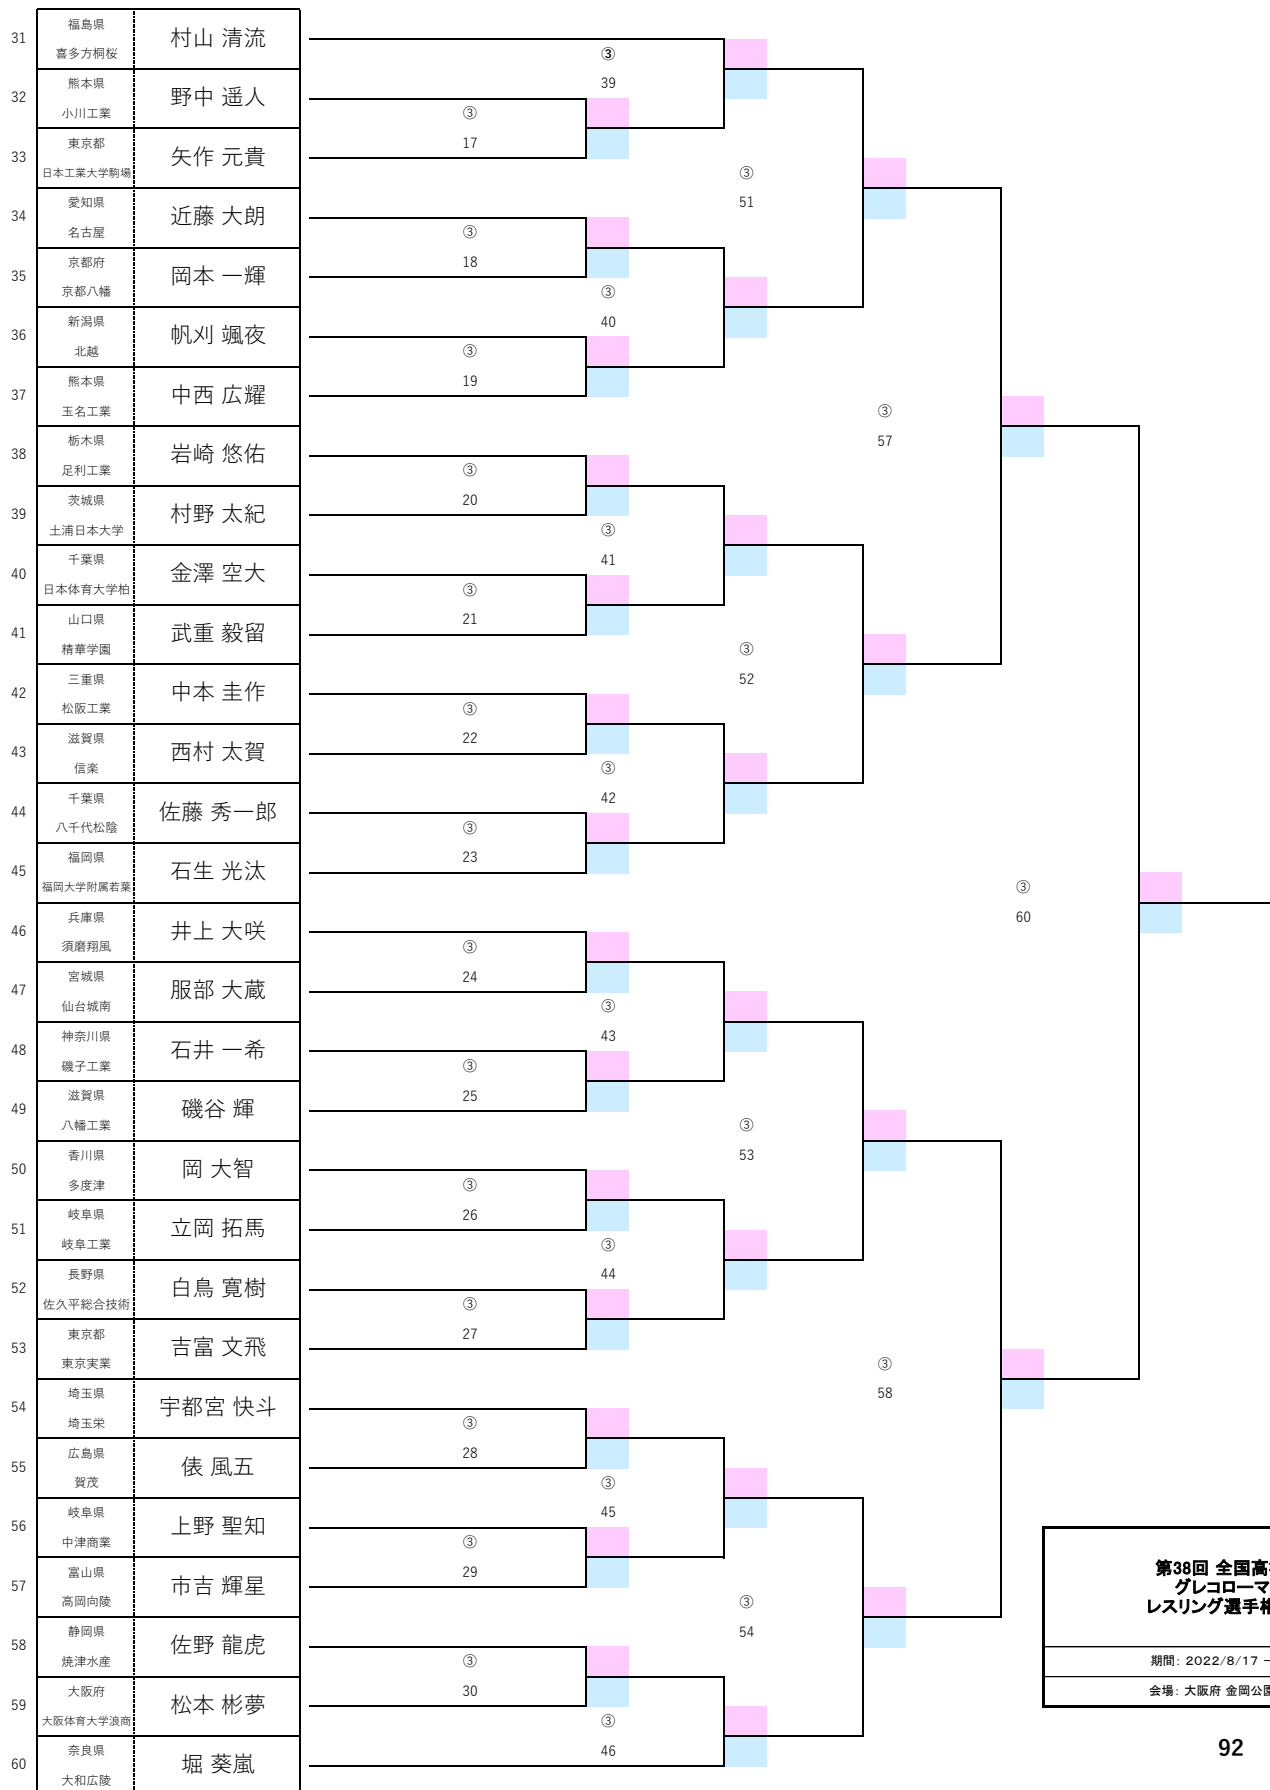 31 福島県 喜多方桐桜 村山 清流
32 熊本県 小川工業 野中 遥人
33 東京都 日本工業大学駒場 矢作 元貴
34 愛知県 名古屋 近藤 大朗
35 京都府 京都八幡 岡本 一輝
36 新潟県 北越 帆刈 颯夜
37 熊本県 玉名工業 中西 広耀
38 栃木県 足利工業 岩崎 悠佑
39 茨城県 土浦日本大学 村野 太紀
40 千葉県 日本体育大学柏 金澤 空大
41 山口県 精華学園 武重 毅留
42 三重県 松阪工業 中本 圭作
43 滋賀県 信楽 西村 太賀
44 千葉県 八千代松陰 佐藤 秀一郎
45 福岡県 福岡大学附属若葉 石生 光汰
46 兵庫県 須磨翔風 井上 大咲
47 宮城県 仙台城南 服部 大蔵
48 神奈川県 磯子工業 石井 一希
49 滋賀県 八幡工業 磯谷 輝
50 香川県 多度津 岡 大智
51 岐阜県 岐阜工業 立岡 拓馬
52 長野県 佐久平総合技術 白鳥 寛樹
53 東京都 東京実業 吉富 文飛
54 埼玉県 埼玉栄 宇都宮 快斗
55 広島県 賀茂 俵 風五
56 岐阜県 中津商業 上野 聖知
57 富山県 高岡向陵 市吉 輝星
58 静岡県 焼津水産 佐野 龍虎
59 大阪府 大阪体育大学浪商 松本 彬夢
60 奈良県 大和広陵 堀 葵嵐
③
17
③
18
③
19
③
20
③
21
③
22
③
23
③
24
③
25
③
26
③
27
③
28
③
29
③
30
③
39
③
40
③
41
③
42
③
43
③
44
③
45
③
46
③
51
③
52
③
53
③
54
③
57
③
58
③
60
第38回 全国高
グレコローマ
レスリング選手
期間: 2022/8/17 –
会場: 大阪府 金岡公園
92